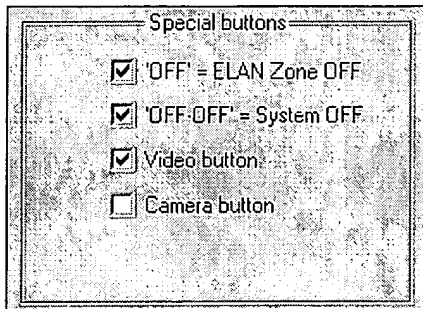 Special buttons
'OFF' = ELAN Zone OFF
'OFF-OFF' = System OFF
Video button
Camera button